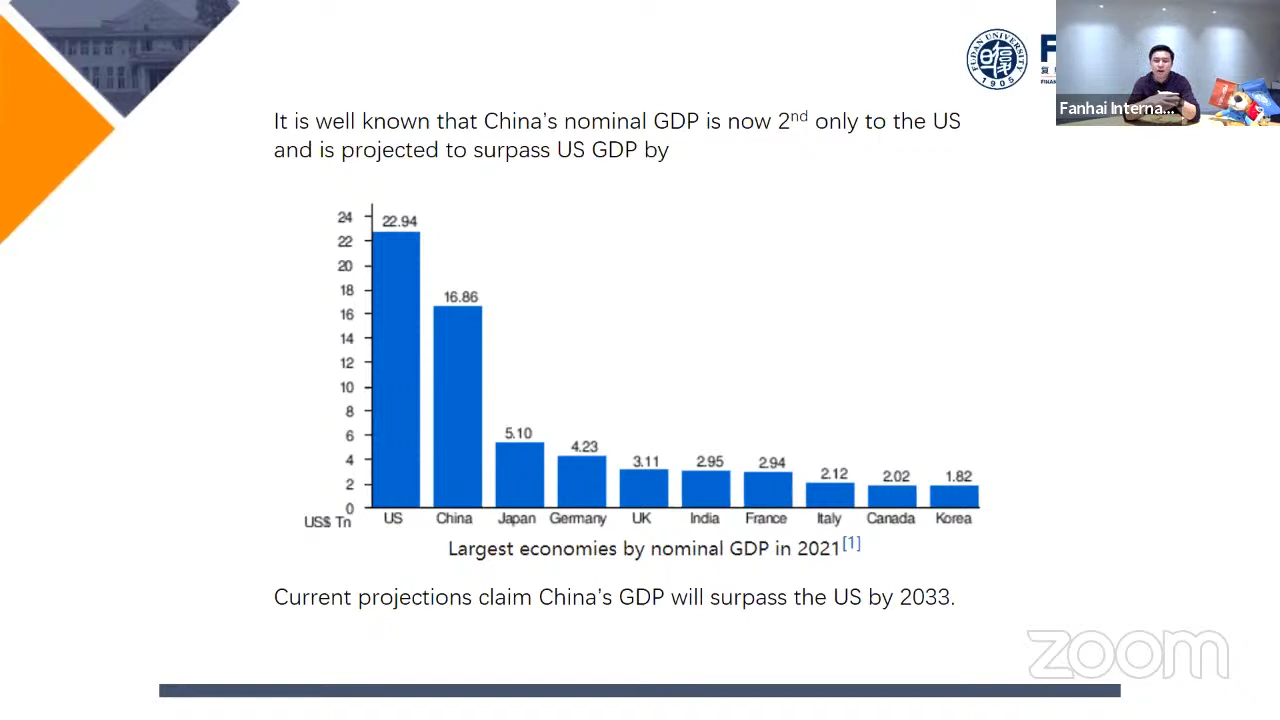 FUDAN UNIVERSITY
1905
Fanhai Interna...
It is well known that China's nominal GDP is now 2nd only to the US
and is projected to surpass US GDP by
24
22
20
18
16
14
12
10
8
6
4
2
0
22.94
16.86
5.10
4.23
3.11
2.95
2.94
2.12
2.02
1.82
US$ Tn
US China Japan Germany UK India France Italy Canada Korea
Largest economies by nominal GDP in 2021[1]
Current projections claim China's GDP will surpass the US by 2033.
zoom